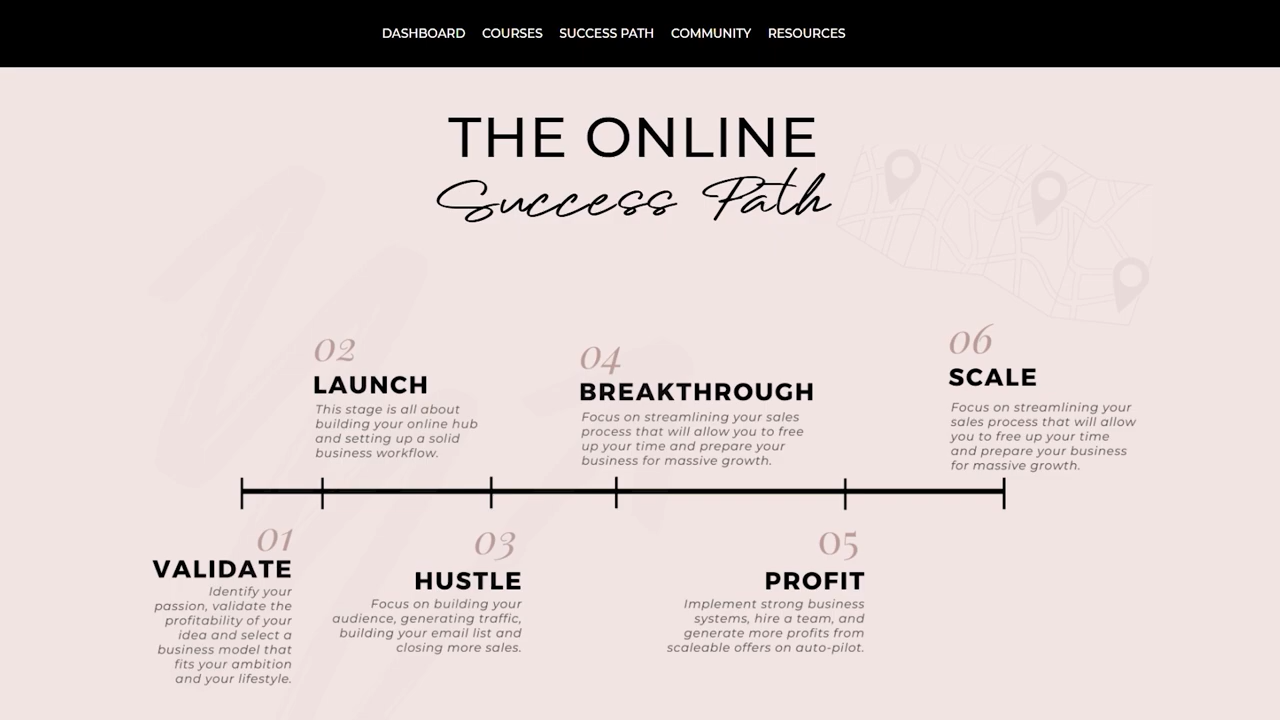 DASHBOARD COURSES SUCCESS PATH COMMUNITY RESOURCES
THE ONLINE
Success Path
02
LAUNCH
This stage is all about
building your online hub
and setting up a solid
business workflow.
04
BREAKTHROUGH
Focus on streamlining your sales
process that will allow you to free
up your time and prepare your
business for massive growth.
06
SCALE
Focus on streamlining your
sales process that will allow
you to free up your time
and prepare your business
for massive growth.
01
VALIDATE
Identify your
passion, validate the
profitability of your
idea and select a
business model that
fits your ambition
and your lifestyle.
03
HUSTLE
Focus on building your
audience, generating traffic,
building your email list and
closing more sales.
05
PROFIT
Implement strong business
systems, hire a team, and
generate more profits from
scaleable offers on auto-pilot.